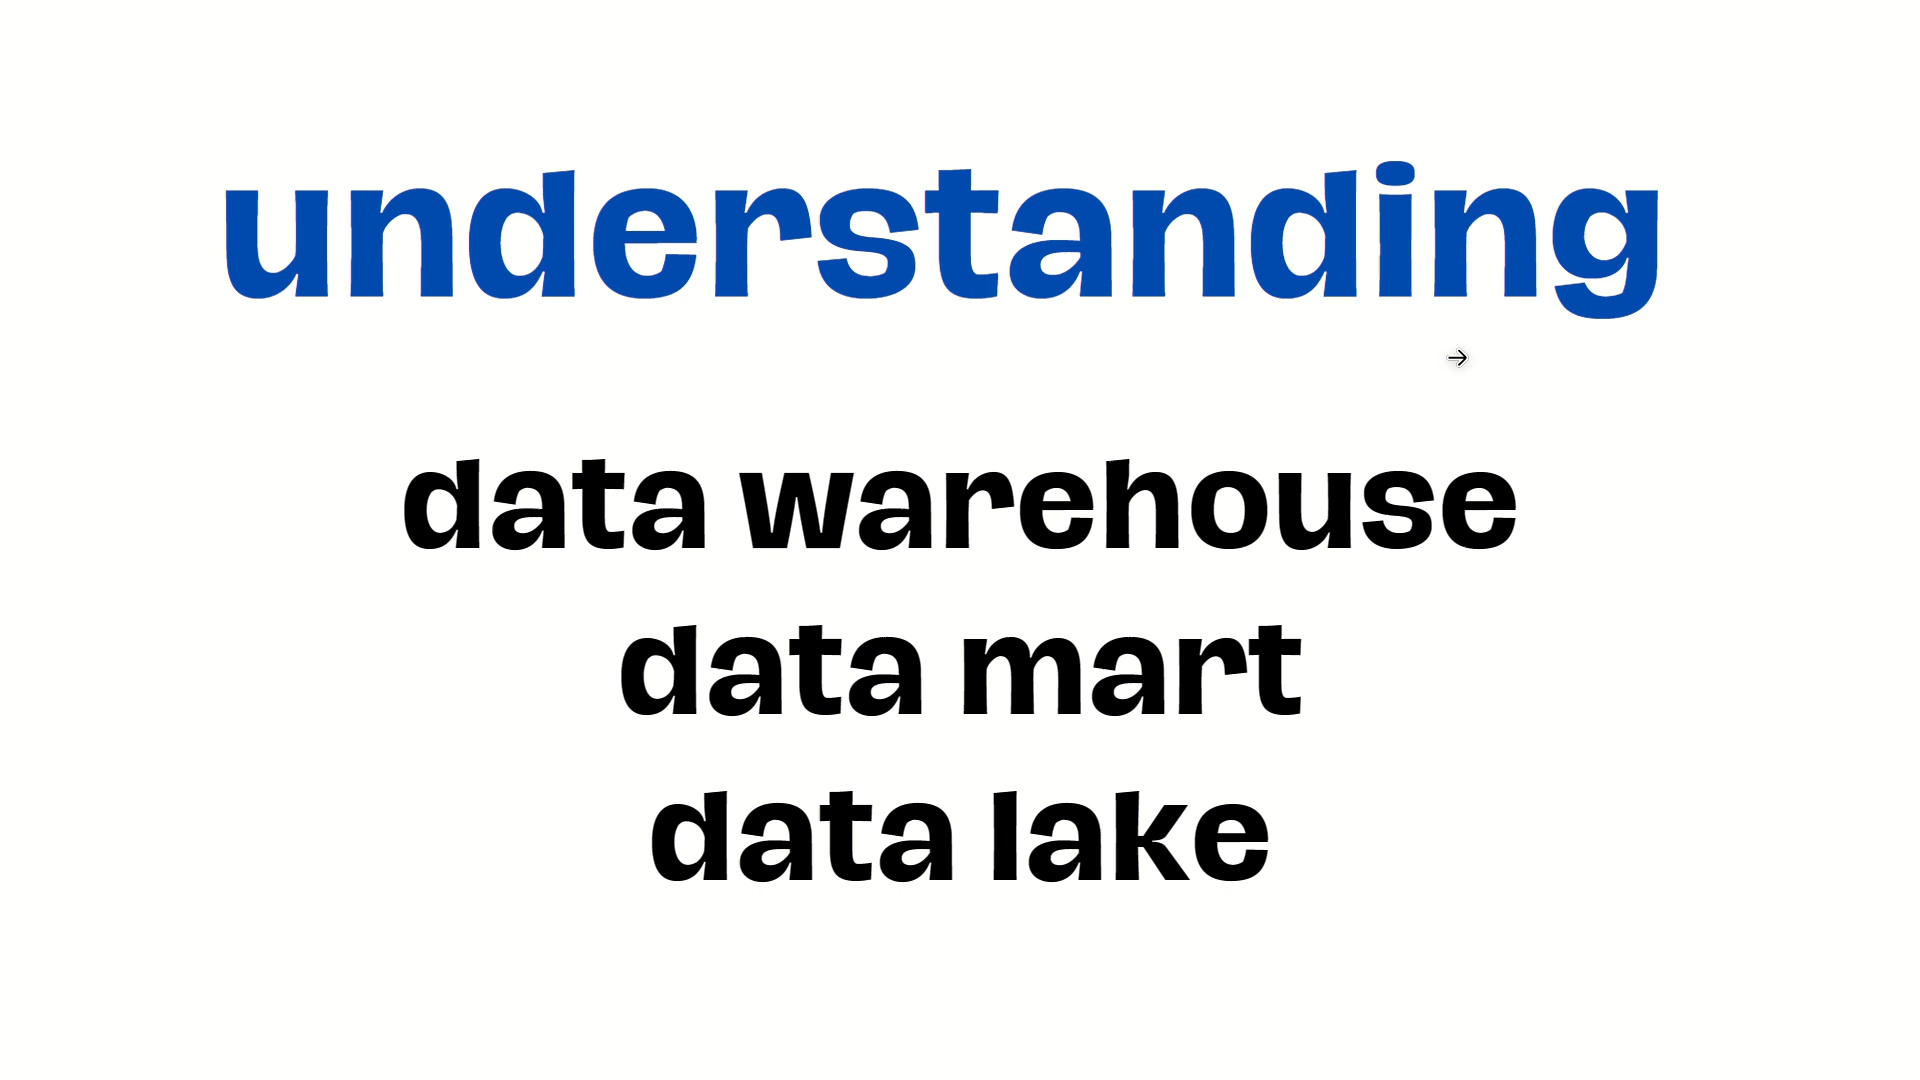 understanding
data warehouse
data mart
data lake